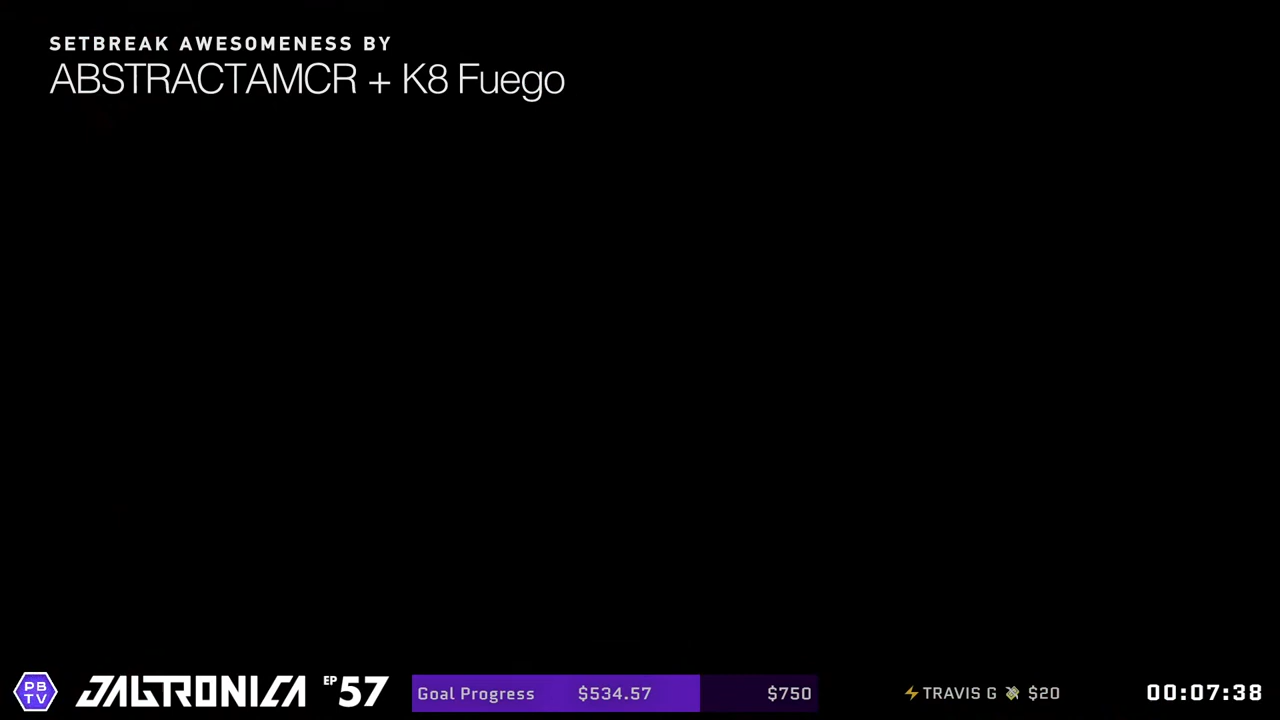 SETBREAK AWESOMENESS BY
ABSTRACTAMCR + K8 Fuego
PB
TV
JAGTRONICA EP 57
Goal Progress $534.57 $750
TRAVIS G $20
00:07:38